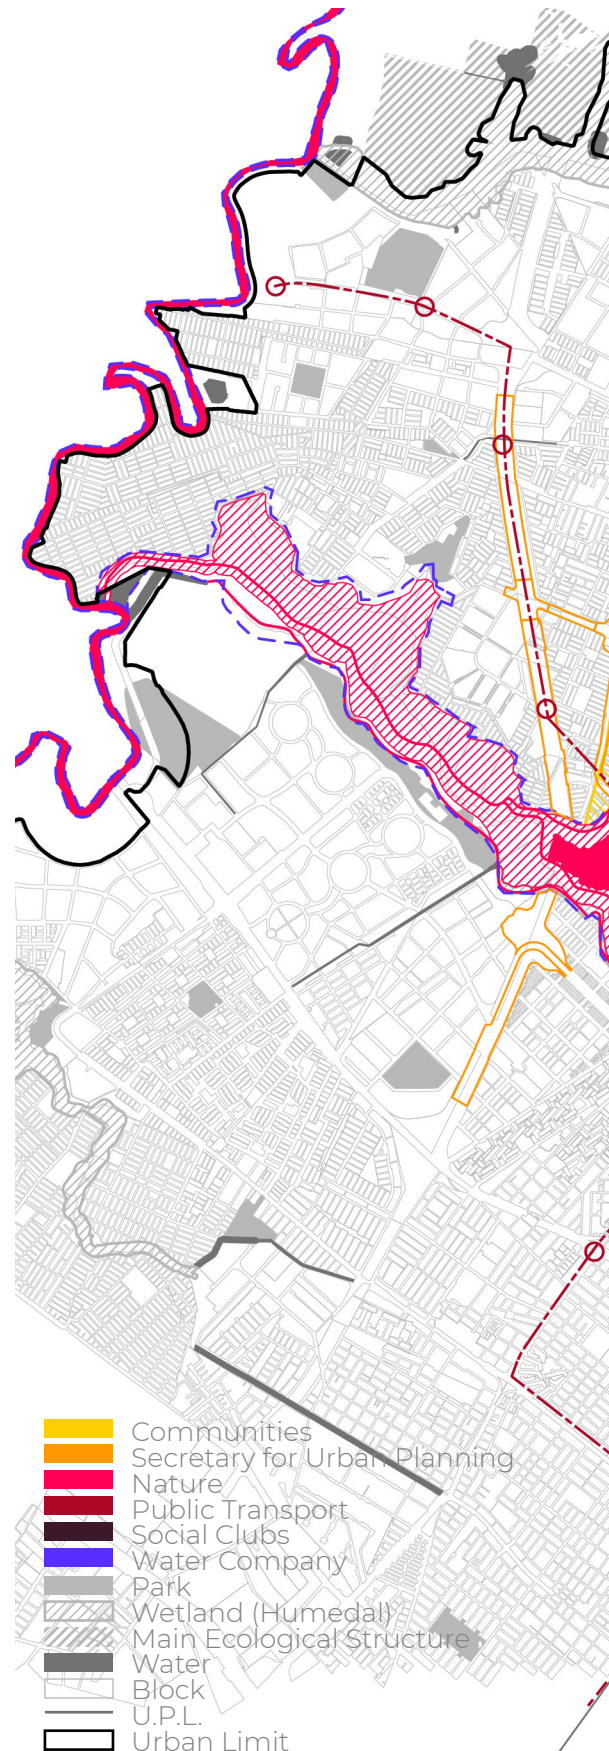 Communities
Secretary for Urban Planning
Nature
Public Transport
Social Clubs
Water Company
Park
Wetland (Humedal)
Main Ecological Structure
Water
Block
U.P.L.
Urban Limit